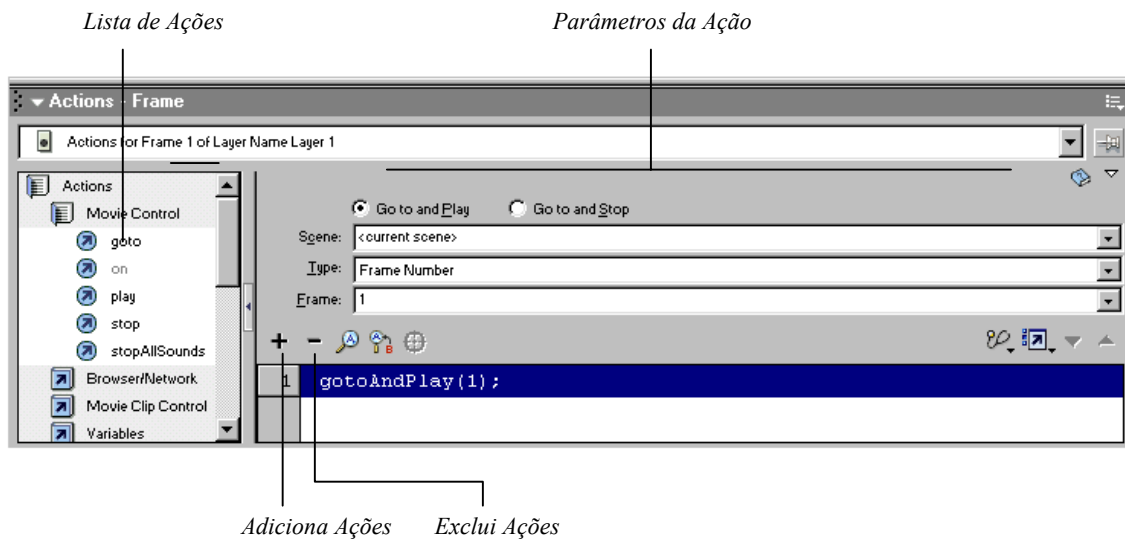 Lista de Ações
Parâmetros da Ação
Actions - Frame
Actions for Frame 1 of Layer Name Layer 1
Actions
Movie Control
goto
on
play
stop
stopAllSounds
Browser/Network
Movie Clip Control
Variables
Go to and Play Go to and Stop
Scene: <current scene>
Type: Frame Number
Frame: 1
1 gotoAndPlay(1);
Adiciona Ações
Exclui Ações